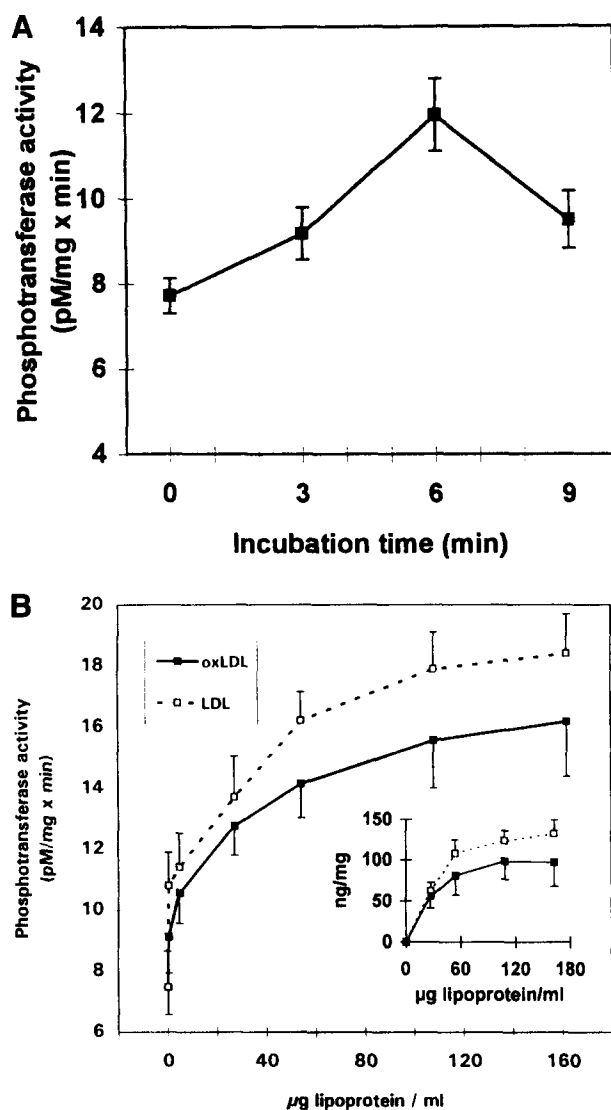 A
Phosphotransferase activity
(pM/mg x min)
14
12
10
8
6
4
0 3 6 9
Incubation time (min)
B
Phosphotransferase activity
(pM/mg x min)
20
18
16
14
12
10
8
6
oxLDL
LDL
ng/mg
150
100
50
0
0 60 120 180
µg lipoprotein/ml
0 40 80 120 160
µg lipoprotein / ml